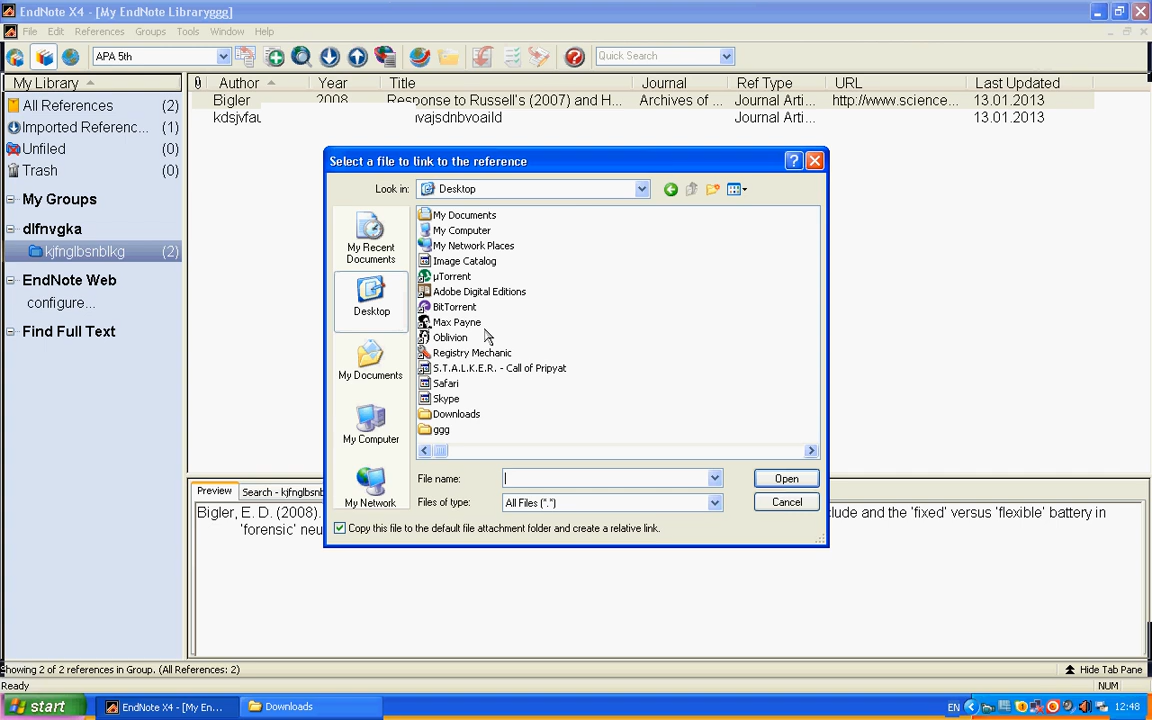 EndNote X4 - [My EndNote Libraryggg]
File Edit References Groups Tools Window Help
APA 5th Quick Search
My Library Author Year Title Journal Ref Type URL Last Updated
All References (2) Bigler 2008 Response to Russell's (2007) and H... Archives of ... Journal Arti... http://www.science... 13.01.2013
Imported Referenc... (1) kdsjvfau vajsdnbvoaild Journal Arti... 13.01.2013
Unfiled (0)
Trash (0)
My Groups
dlfnvgka
kjfnglbsnblkg (2)
EndNote Web
configure...
Find Full Text
Select a file to link to the reference
Look in: Desktop
My Recent Documents
Desktop
My Documents
My Computer
My Network
My Documents
My Computer
My Network Places
Image Catalog
µTorrent
Adobe Digital Editions
BitTorrent
Max Payne
Oblivion
Registry Mechanic
S.T.A.L.K.E.R. - Call of Pripyat
Safari
Skype
Downloads
ggg
File name: Open
Files of type: All Files (*.*) Cancel
Copy this file to the default file attachment folder and create a relative link.
Preview Search - kjfnglbsnb
Bigler, E. D. (2008). lude and the 'fixed' versus 'flexible' battery in
'forensic' neu
Showing 2 of 2 references in Group. (All References: 2) Hide Tab Pane
Ready NUM
start EndNote X4 - [My En... Downloads EN 12:48